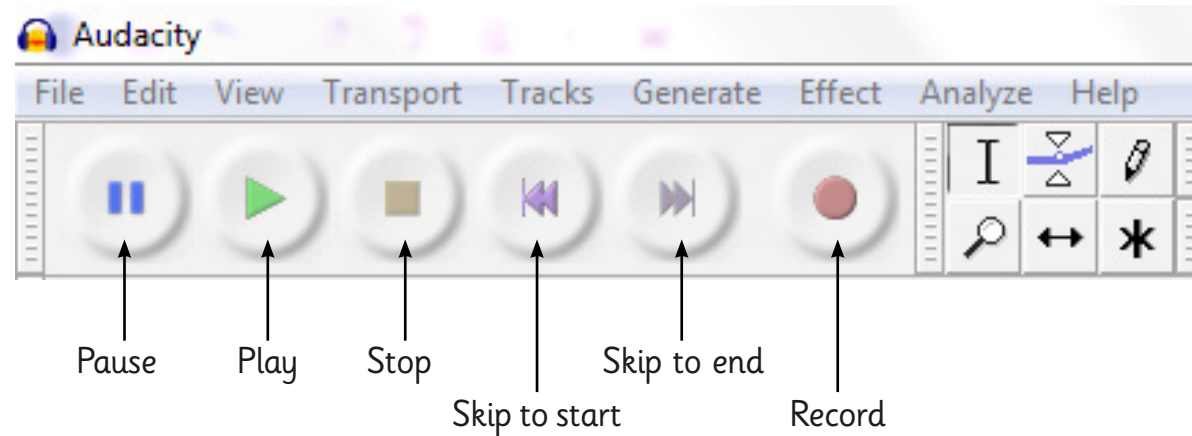 Audacity
File Edit View Transport Tracks Generate Effect Analyze Help
Pause Play Stop Skip to end
Skip to start Record